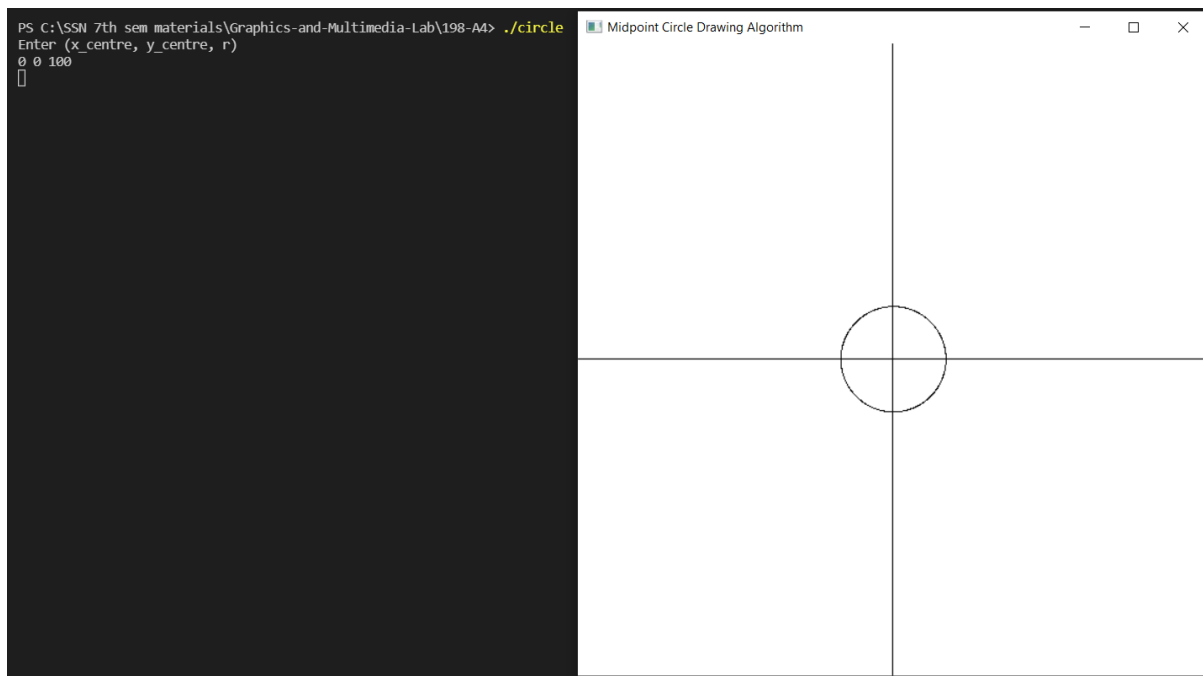 PS C:\SSN 7th sem materials\Graphics-and-Multimedia-Lab\198-A4> ./circle
Enter (x_centre, y_centre, r)
0 0 100
Midpoint Circle Drawing Algorithm